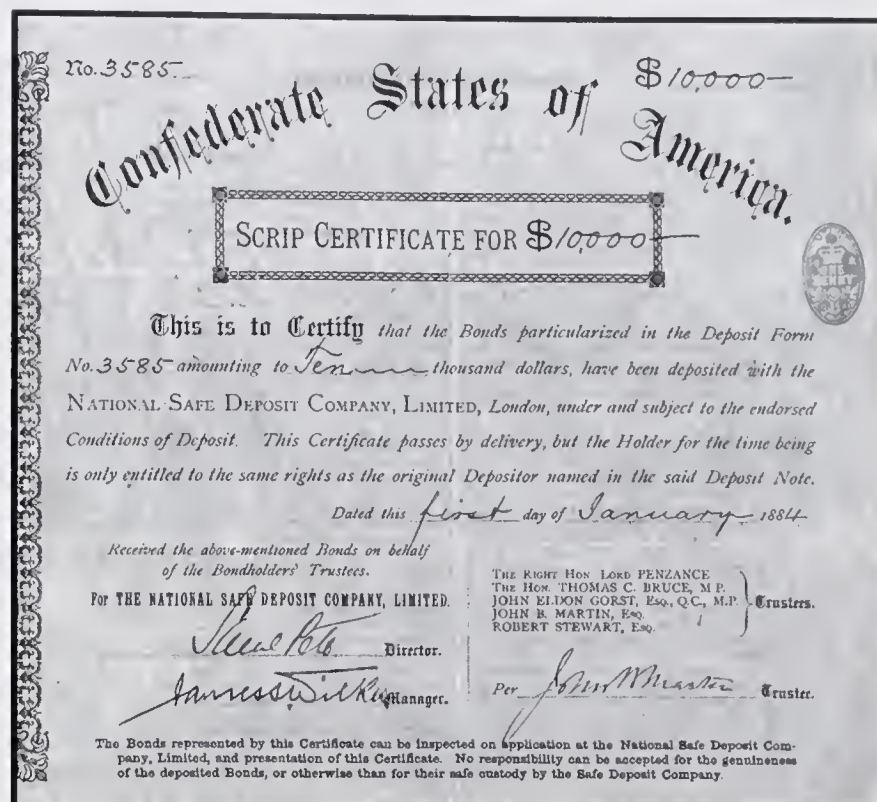 No. 3585
$10,000
Confederate States of America.
SCRIP CERTIFICATE FOR $10,000
This is to Certify that the Bonds particularized in the Deposit Form
No. 3585 amounting to Ten thousand dollars, have been deposited with the
NATIONAL SAFE DEPOSIT COMPANY, LIMITED, London, under and subject to the endorsed
Conditions of Deposit. This Certificate passes by delivery, but the Holder for the time being
is only entitled to the same rights as the original Depositor named in the said Deposit Note.
Dated this first day of January 1884
Received the above-mentioned Bonds on behalf
of the Bondholders' Trustees.
For THE NATIONAL SAFE DEPOSIT COMPANY, LIMITED.
Director.
Manager.
THE RIGHT HON LORD PENZANCE
THE HON. THOMAS C. BRUCE, M P.
JOHN ELDON GORST, Esq., Q.C., M.P.
JOHN B. MARTIN, Esq.
ROBERT STEWART, Esq.
Trustees.
Per John B Martin Trustee.
The Bonds represented by this Certificate can be inspected on application at the National Safe Deposit Com-
pany, Limited, and presentation of this Certificate. No responsibility can be accepted for the genuineness
of the deposited Bonds, or otherwise than for their safe custody by the Safe Deposit Company.